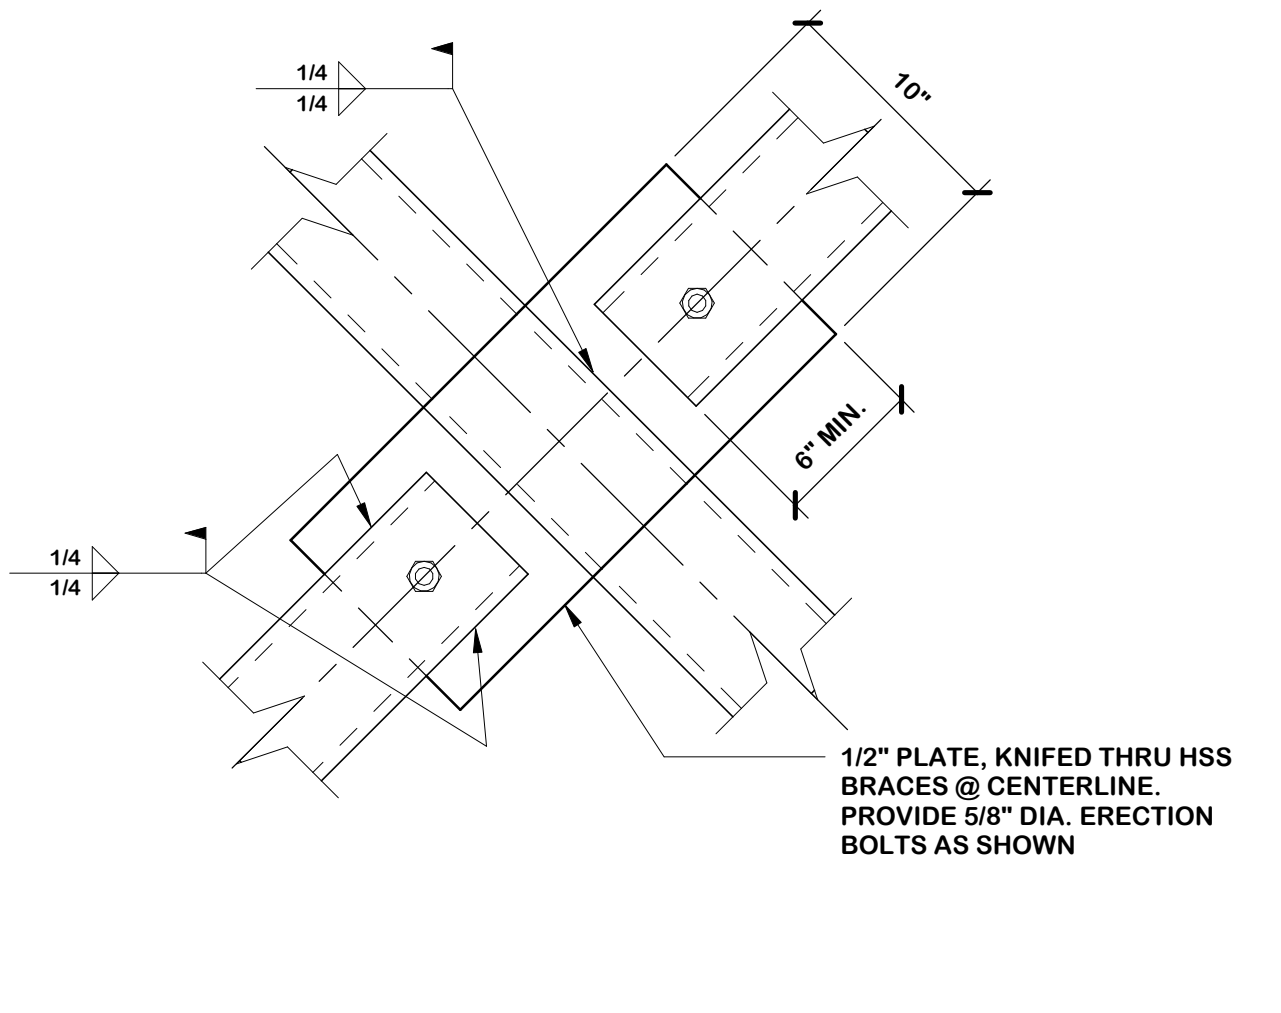 1/4
1/4
10"
6" MIN.
1/4
1/4
1/2" PLATE, KNIFED THRU HSS
BRACES @ CENTERLINE.
PROVIDE 5/8" DIA. ERECTION
BOLTS AS SHOWN